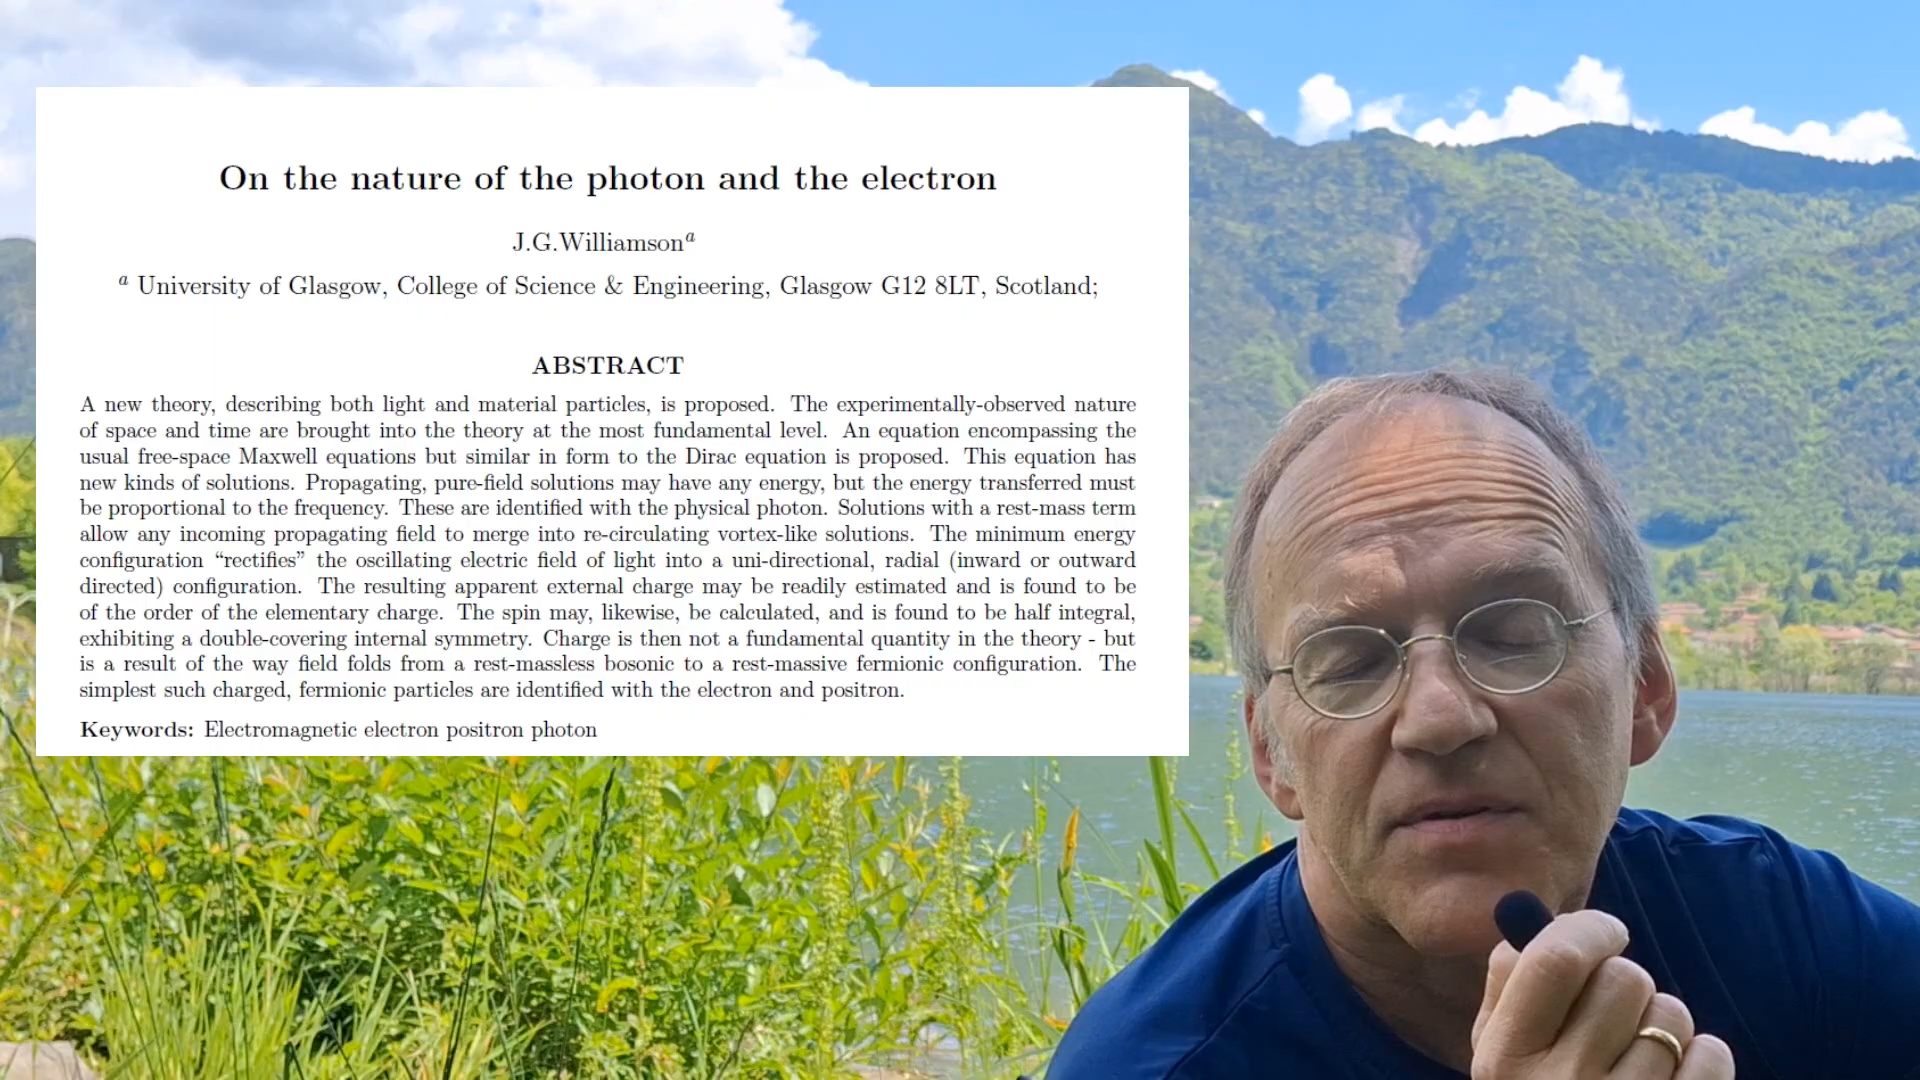 On the nature of the photon and the electron
J.G.Williamsonᵃ
ᵃ University of Glasgow, College of Science & Engineering, Glasgow G12 8LT, Scotland;
ABSTRACT
A new theory, describing both light and material particles, is proposed. The experimentally-observed nature
of space and time are brought into the theory at the most fundamental level. An equation encompassing the
usual free-space Maxwell equations but similar in form to the Dirac equation is proposed. This equation has
new kinds of solutions. Propagating, pure-field solutions may have any energy, but the energy transferred must
be proportional to the frequency. These are identified with the physical photon. Solutions with a rest-mass term
allow any incoming propagating field to merge into re-circulating vortex-like solutions. The minimum energy
configuration “rectifies” the oscillating electric field of light into a uni-directional, radial (inward or outward
directed) configuration. The resulting apparent external charge may be readily estimated and is found to be
of the order of the elementary charge. The spin may, likewise, be calculated, and is found to be half integral,
exhibiting a double-covering internal symmetry. Charge is then not a fundamental quantity in the theory - but
is a result of the way field folds from a rest-massless bosonic to a rest-massive fermionic configuration. The
simplest such charged, fermionic particles are identified with the electron and positron.
Keywords: Electromagnetic electron positron photon